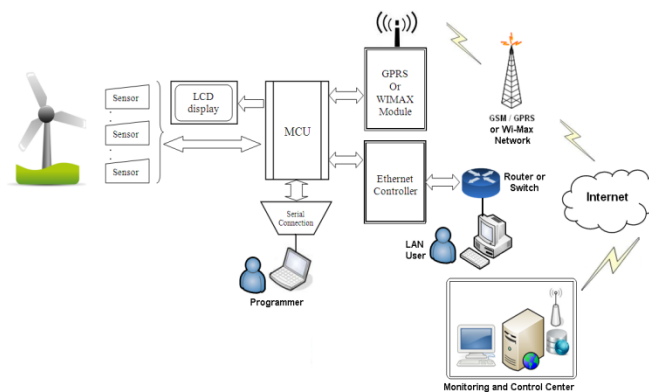 Sensor
Sensor
Sensor
LCD
display
MCU
GPRS
Or
WIMAX
Module
GSM / GPRS
or Wi-Max
Network
Ethernet
Controller
Router or
Switch
Internet
Serial
Connection
LAN
User
Programmer
Monitoring and Control Center